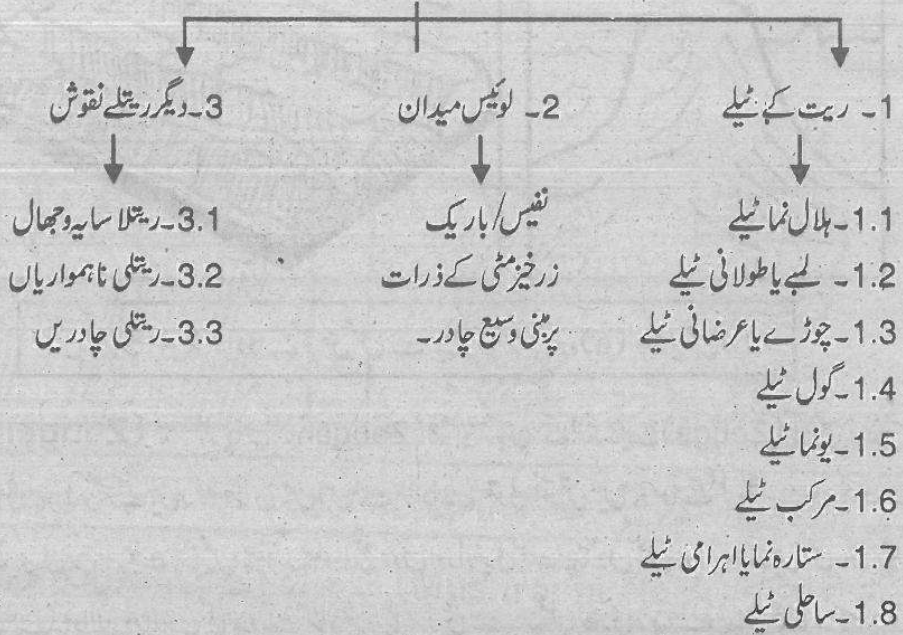 1۔ ریت کے ٹیلے
2۔ لوئیس میدان
3۔دیگر ریتلے نقوش
1.1۔ہلال نما ٹیلے
1.2۔ لمبے یا طولانی ٹیلے
1.3۔چوڑے یا عرضانی ٹیلے
1.4۔گول ٹیلے
1.5۔یونما ٹیلے
1.6۔مرکب ٹیلے
1.7۔ ستارہ نما یا اہرامی ٹیلے
1.8۔ساحلی ٹیلے
نفیس/باریک
زرخیز مٹی کے ذرات
پر مبنی وسیع چادر۔
3.1۔ریتلا سایہ وجھال
3.2۔ریتلی ناہمواریاں
3.3۔ریتلی چادریں